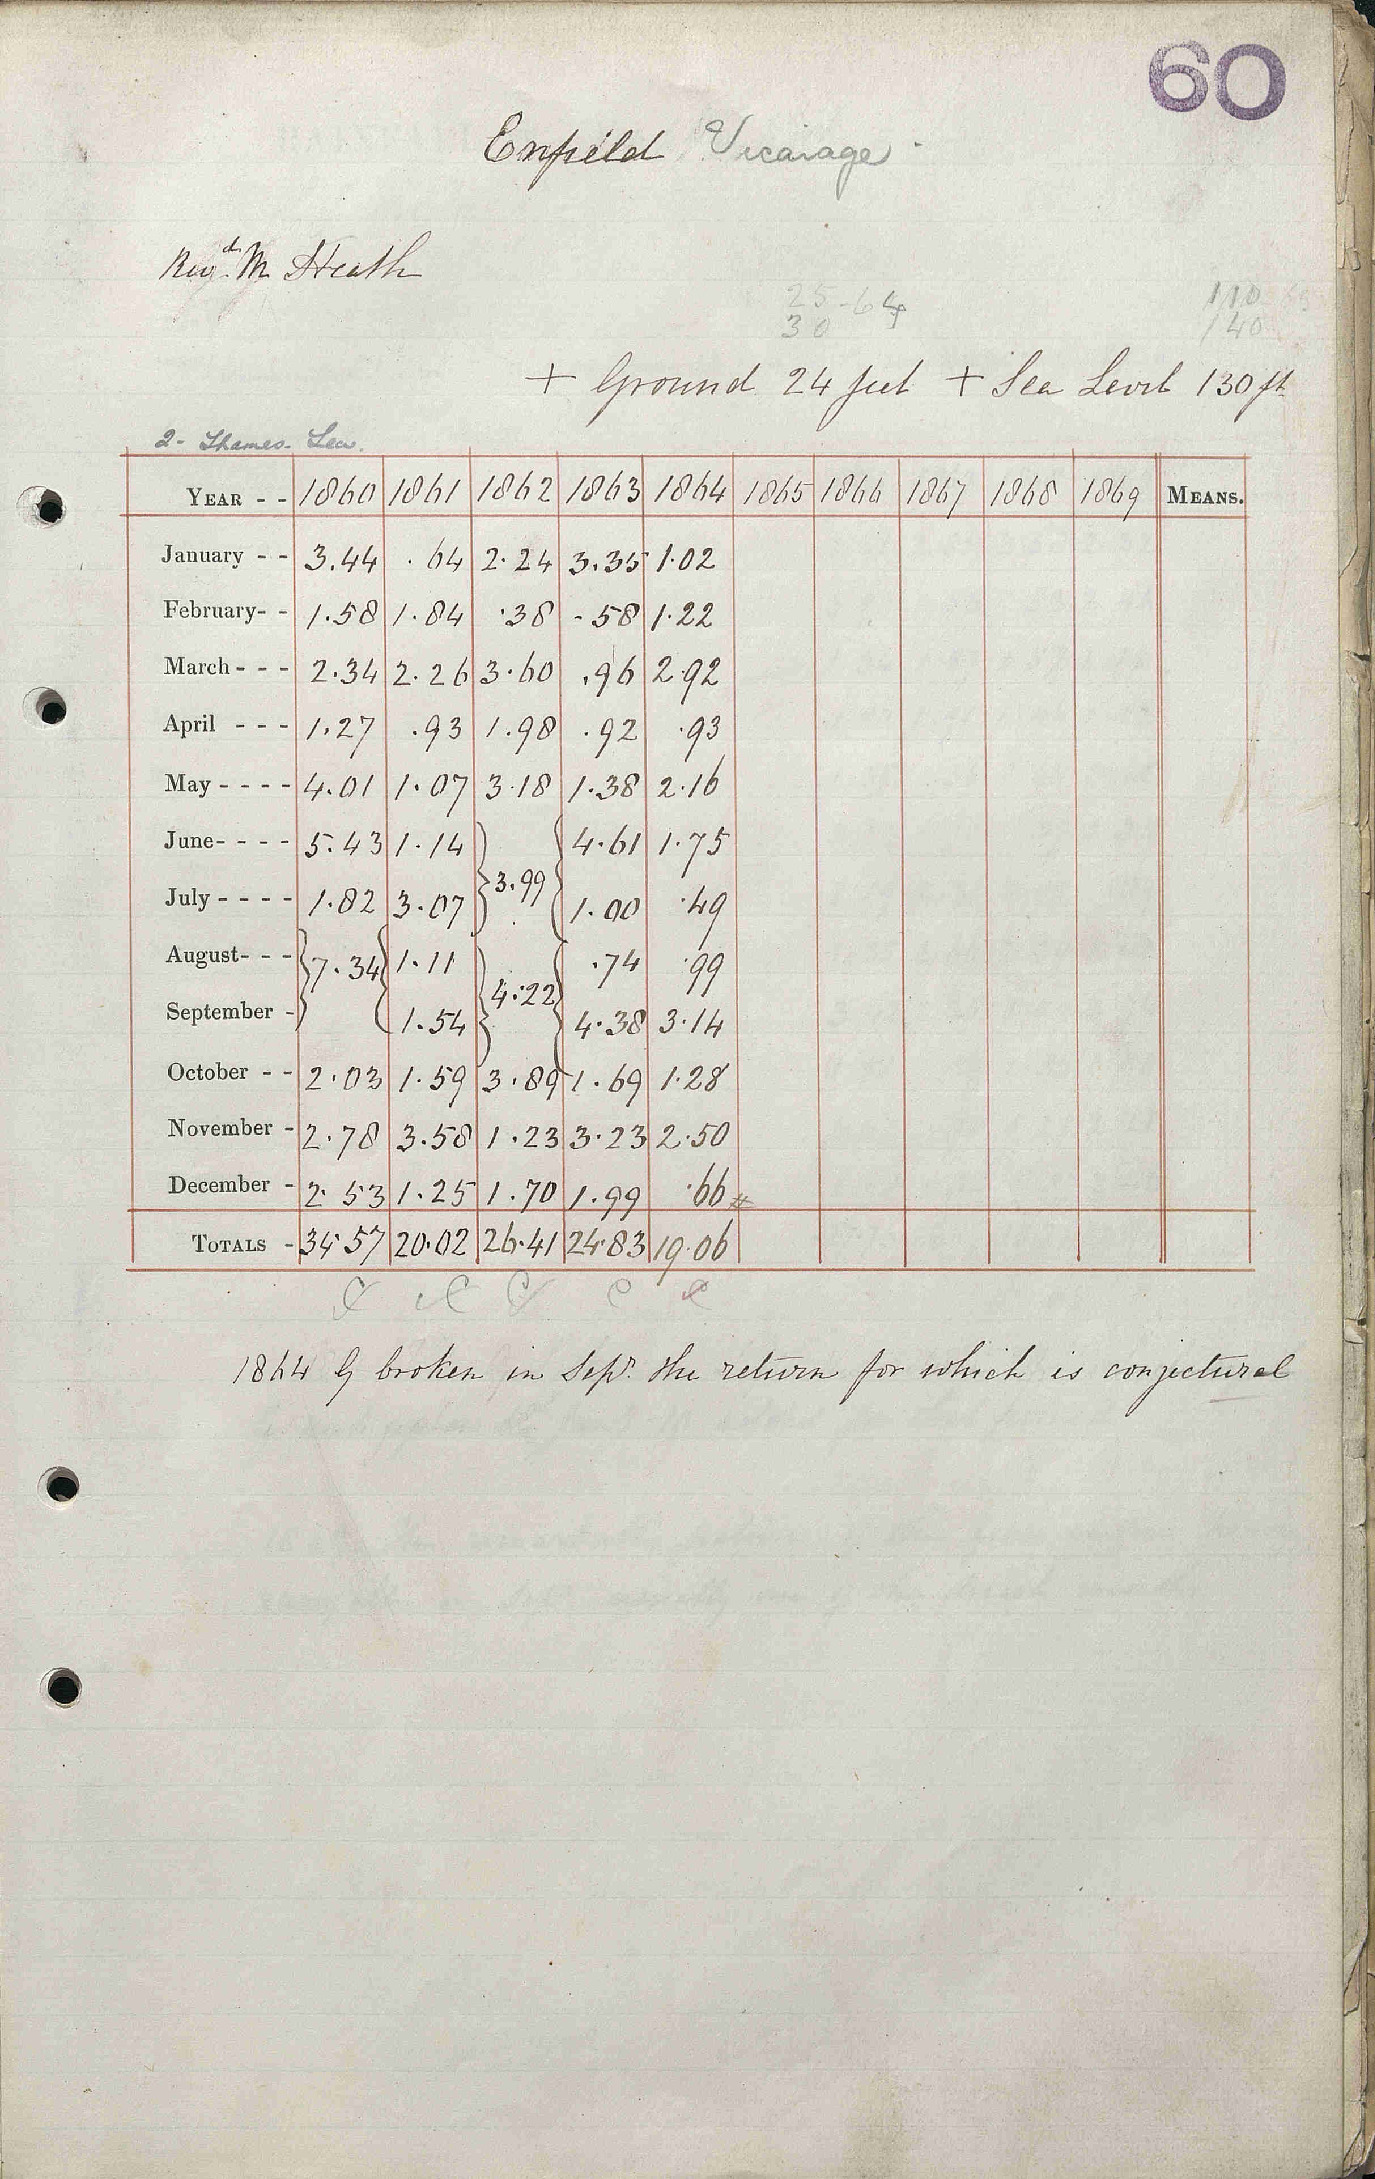 60
Enfield Vicarage
M Heath
25 - 64
30
110
140
+ Ground 24 feet + Sea Level 130 ft
2 - Thames - Lea.
YEAR - - 1860 1861 1862 1863 1864 1865 1866 1867 1868 1869 MEANS.
January - - 3.44 .64 2.24 3.35 1.02
February - - 1.58 1.84 .38 .58 1.22
March - - - 2.34 2.26 3.60 .96 2.92
April - - - 1.27 .93 1.98 .92 .93
May - - - - 4.01 1.07 3.18 1.38 2.16
June - - - - 5.43 1.14 } 3.99 { 4.61 1.75
July - - - - 1.82 3.07 1.00 .49
August - - - } 7.34 { 1.11 } 4.22 { .74 .99
September - 1.54 4.38 3.14
October - - 2.03 1.59 3.89 1.69 1.28
November - 2.78 3.58 1.23 3.23 2.50
December - 2.53 1.25 1.70 1.99 .66
TOTALS - 34.57 20.02 26.41 24.83 19.06
1864 G broken in Sepr. the return for which is conjectural